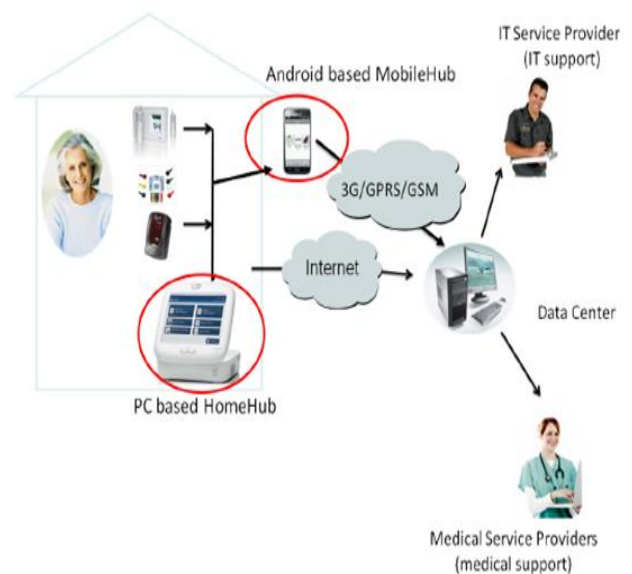 IT Service Provider
(IT support)
Android based MobileHub
3G/GPRS/GSM
Internet
Data Center
PC based HomeHub
Medical Service Providers
(medical support)